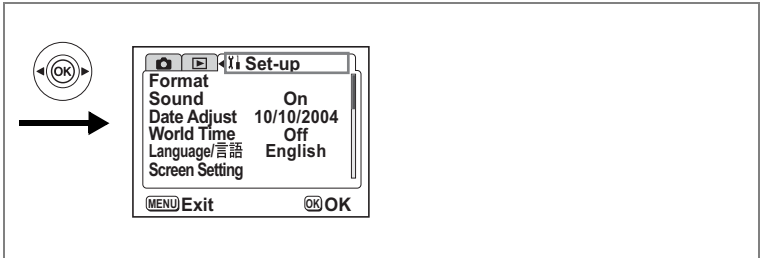 OK
Set-up
Format
Sound On
Date Adjust 10/10/2004
World Time Off
Language/言語 English
Screen Setting
MENU Exit OK OK